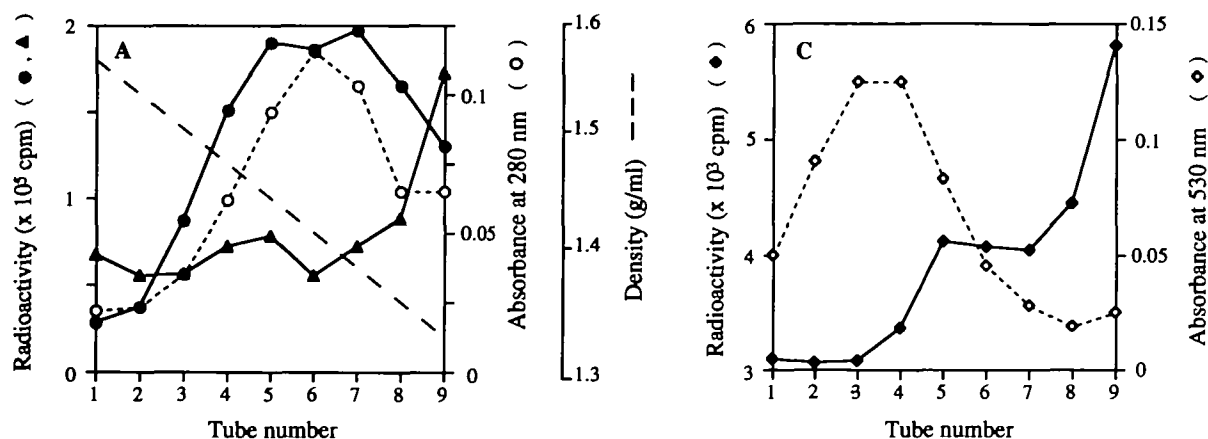 A
Radioactivity (x 10⁵ cpm) ( ●, ▲ )
2
1
0
1 2 3 4 5 6 7 8 9
Tube number
Absorbance at 280 nm ( ○ )
0.1
0.05
0
Density (g/ml) – – –
1.6
1.5
1.4
1.3
C
Radioactivity (x 10³ cpm) ( ◆ )
6
5
4
3
1 2 3 4 5 6 7 8 9
Tube number
Absorbance at 530 nm ( ◇ )
0.15
0.10
0.05
0